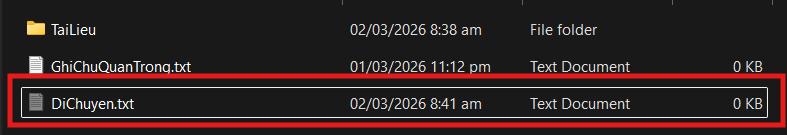 TaiLieu 02/03/2026 8:38 am File folder
GhiChuQuanTrong.txt 01/03/2026 11:12 pm Text Document 0 KB
DiChuyen.txt 02/03/2026 8:41 am Text Document 0 KB